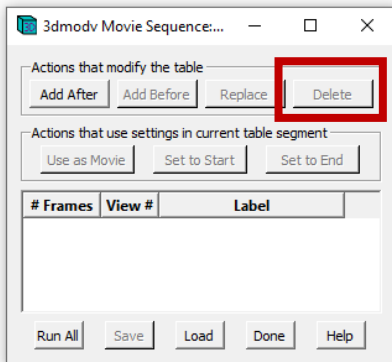 3dmodv Movie Sequence:...
Actions that modify the table
Add After Add Before Replace Delete
Actions that use settings in current table segment
Use as Movie Set to Start Set to End
# Frames View # Label
Run All Save Load Done Help